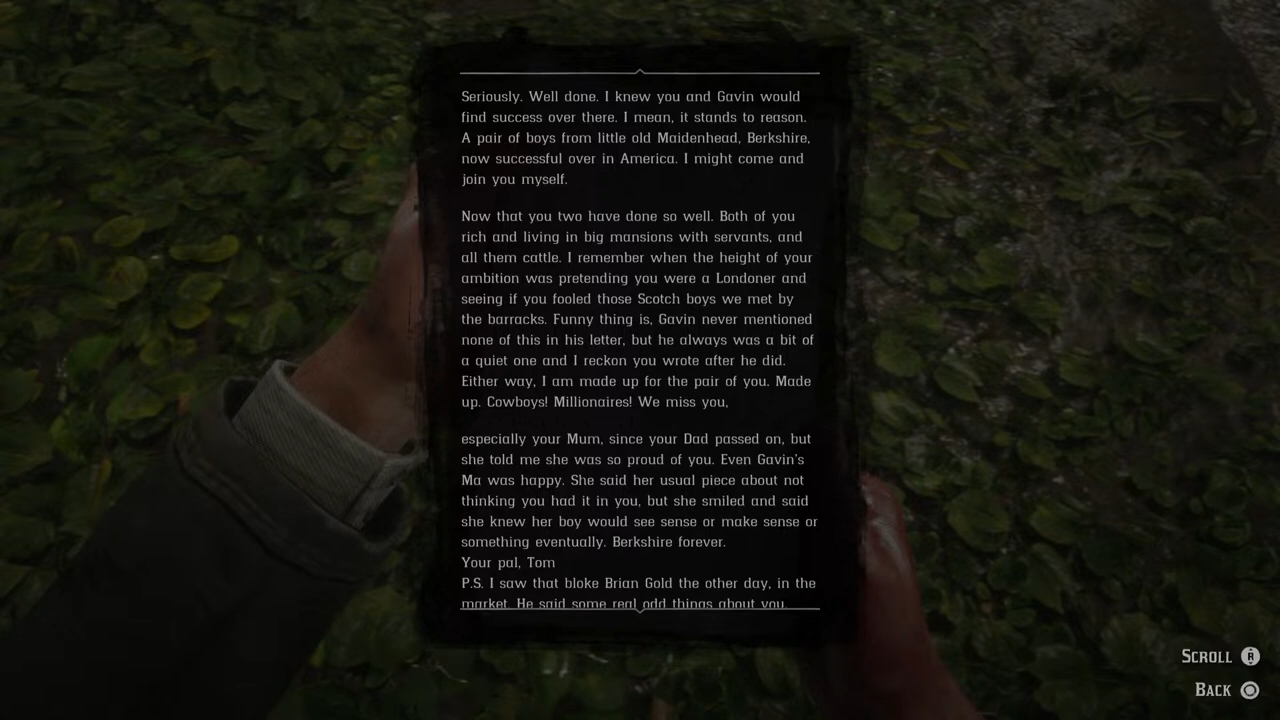 Seriously. Well done. I knew you and Gavin would
find success over there. I mean, it stands to reason.
A pair of boys from little old Maidenhead, Berkshire,
now successful over in America. I might come and
join you myself.
Now that you two have done so well. Both of you
rich and living in big mansions with servants, and
all them cattle. I remember when the height of your
ambition was pretending you were a Londoner and
seeing if you fooled those Scotch boys we met by
the barracks. Funny thing is, Gavin never mentioned
none of this in his letter, but he always was a bit of
a quiet one and I reckon you wrote after he did.
Either way, I am made up for the pair of you. Made
up. Cowboys! Millionaires! We miss you,
especially your Mum, since your Dad passed on, but
she told me she was so proud of you. Even Gavin's
Ma was happy. She said her usual piece about not
thinking you had it in you, but she smiled and said
she knew her boy would see sense or make sense or
something eventually. Berkshire forever.
Your pal, Tom
P.S. I saw that bloke Brian Gold the other day, in the
market. He said some real odd things about you.
SCROLL R
BACK